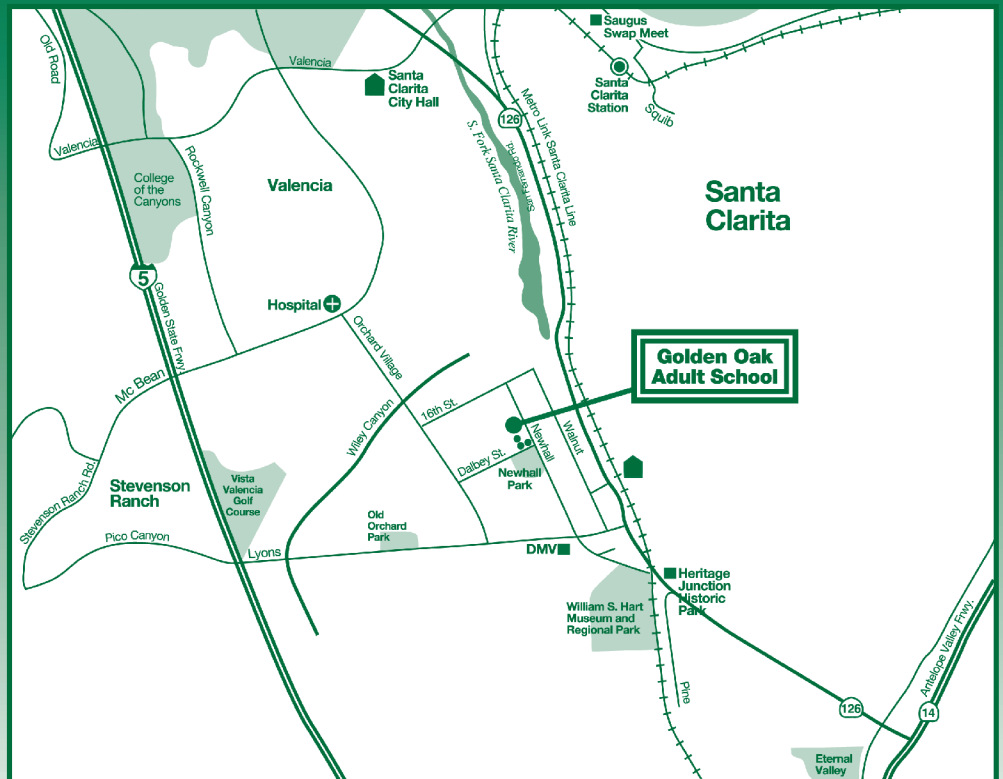 Saugus
Swap Meet
Old Road
Valencia
Santa
Clarita
City Hall
Santa
Clarita
Station
Squib
126
Metro Link Santa Clarita Line
San Fernando Rd.
S. Fork Santa Clarita River
Valencia
Rockwell Canyon
College
of the
Canyons
Valencia
Santa
Clarita
5
Golden State Frwy.
Hospital
Orchard Village
Golden Oak
Adult School
Mc Bean
16th St.
Wiley Canyon
Newhall
Walnut
Dalbey St.
Newhall
Park
Stevenson Ranch Rd.
Stevenson
Ranch
Vista
Valencia
Golf
Course
Old
Orchard
Park
Pico Canyon
Lyons
DMV
Heritage
Junction
Historic
Park
William S. Hart
Museum and
Regional Park
Pine
Antelope Valley Frwy.
126
14
Eternal
Valley